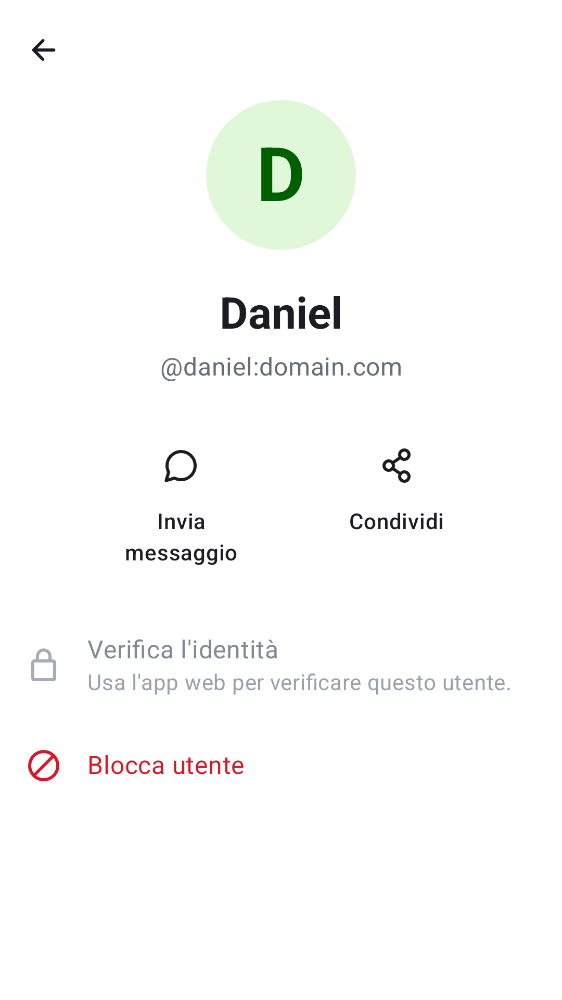 D
Daniel
@daniel:domain.com
Invia
messaggio
Condividi
Verifica l'identità
Usa l'app web per verificare questo utente.
Blocca utente